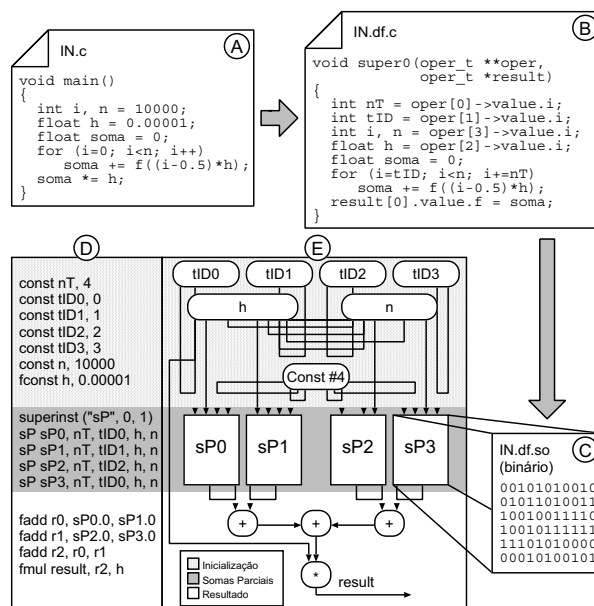 IN.c
A
void main()
{
int i, n = 10000;
float h = 0.00001;
float soma = 0;
for (i=0; i<n; i++)
soma += f((i-0.5)*h);
soma *= h;
}
IN.df.c
B
void super0(oper_t **oper,
oper_t *result)
{
int nT = oper[0]->value.i;
int tID = oper[1]->value.i;
int i, n = oper[3]->value.i;
float h = oper[2]->value.i;
float soma = 0;
for (i=tID; i<n; i+=nT)
soma += f((i-0.5)*h);
result[0].value.f = soma;
}
D
const nT, 4
const tID0, 0
const tID1, 1
const tID2, 2
const tID3, 3
const n, 10000
fconst h, 0.00001
superinst ("sP", 0, 1)
sP sP0, nT, tID0, h, n
sP sP1, nT, tID1, h, n
sP sP2, nT, tID2, h, n
sP sP3, nT, tID0, h, n
fadd r0, sP0.0, sP1.0
fadd r1, sP2.0, sP3.0
fadd r2, r0, r1
fmul result, r2, h
E
tID0 tID1 tID2 tID3
h n
Const #4
sP0 sP1 sP2 sP3
+ + +
* result
Inicialização
Somas Parciais
Resultado
IN.df.so
(binário)
C
00101010010
01011010011
10010011110
10010111111
11101010000
00010100101